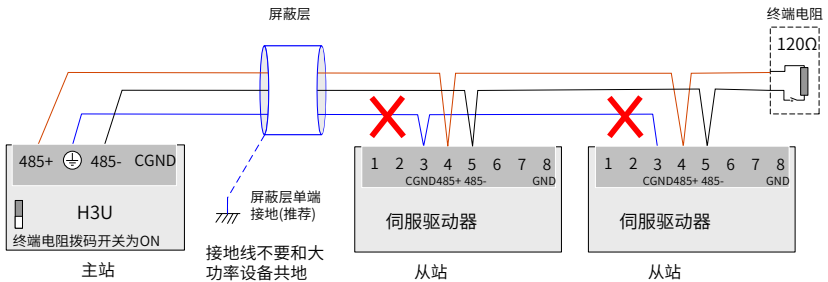 屏蔽层
终端电阻
120Ω
485+ 485- CGND
H3U
终端电阻拨码开关为ON
主站
屏蔽层单端
接地(推荐)
接地线不要和大
功率设备共地
1 2 3 4 5 6 7 8
CGND 485+ 485- GND
伺服驱动器
从站
1 2 3 4 5 6 7 8
CGND 485+ 485- GND
伺服驱动器
从站